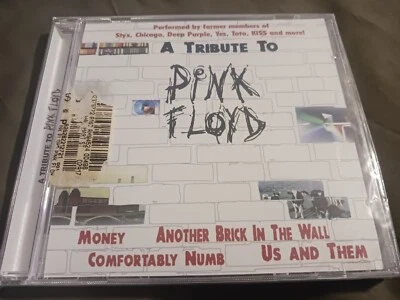 Performed by former members of
Styx, Chicago, Deep Purple, Yes, Toto, KISS and more!
A Tribute To
PINK
FLOYD
A TRIBUTE TO PINK FLOYD
Money Another Brick In The Wall
Comfortably Numb Us and Them